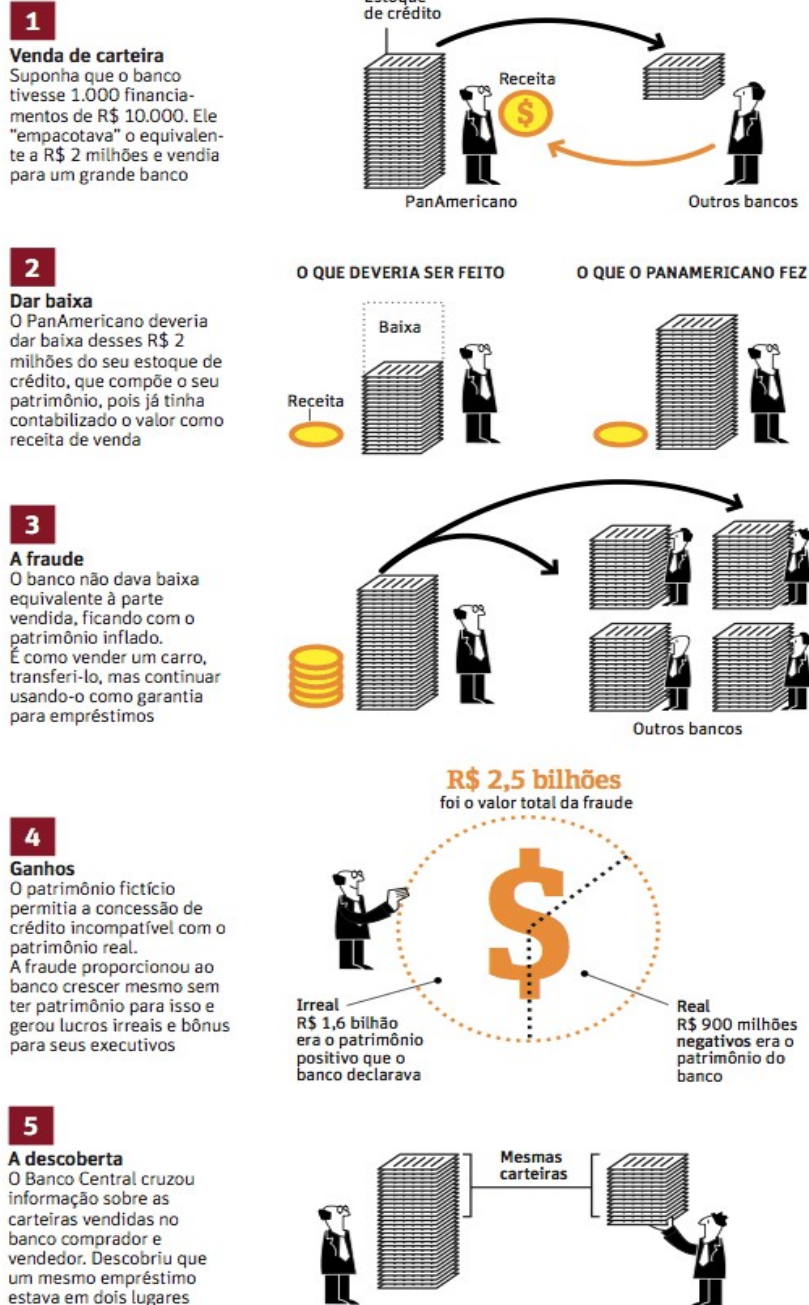 1
Venda de carteira
Suponha que o banco
tivesse 1.000 financia-
mentos de R$ 10.000. Ele
"empacotava" o equivalen-
te a R$ 2 milhões e vendia
para um grande banco
Estoque
de crédito
Receita
$
PanAmericano
Outros bancos
2
Dar baixa
O PanAmericano deveria
dar baixa desses R$ 2
milhões do seu estoque de
crédito, que compõe o seu
patrimônio, pois já tinha
contabilizado o valor como
receita de venda
O QUE DEVERIA SER FEITO
Baixa
Receita
O QUE O PANAMERICANO FEZ
3
A fraude
O banco não dava baixa
equivalente à parte
vendida, ficando com o
patrimônio inflado.
É como vender um carro,
transferi-lo, mas continuar
usando-o como garantia
para empréstimos
Outros bancos
4
Ganhos
O patrimônio fictício
permitia a concessão de
crédito incompatível com o
patrimônio real.
A fraude proporcionou ao
banco crescer mesmo sem
ter patrimônio para isso e
gerou lucros irreais e bônus
para seus executivos
R$ 2,5 bilhões
foi o valor total da fraude
$
Irreal
R$ 1,6 bilhão
era o patrimônio
positivo que o
banco declarava
Real
R$ 900 milhões
negativos era o
patrimônio do
banco
5
A descoberta
O Banco Central cruzou
informação sobre as
carteiras vendidas no
banco comprador e
vendedor. Descobriu que
um mesmo empréstimo
estava em dois lugares
Mesmas
carteiras